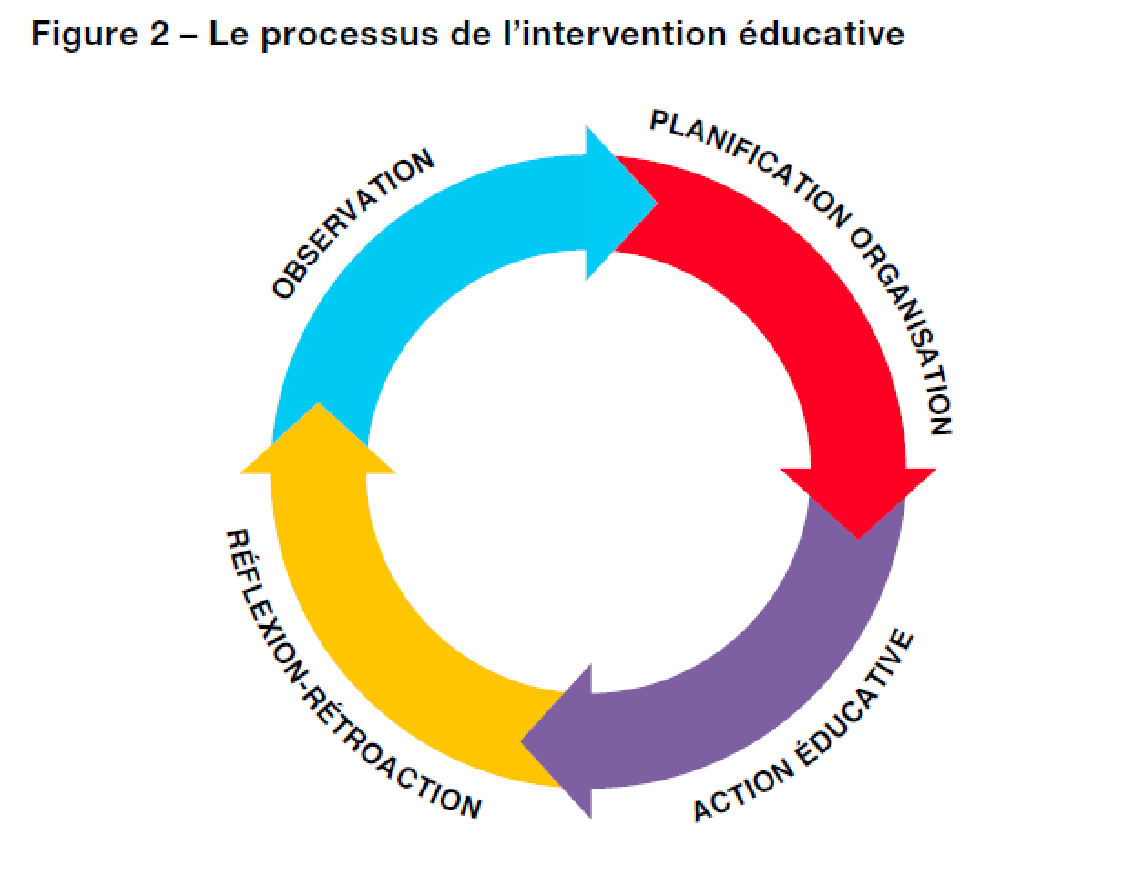 Figure 2 – Le processus de l’intervention éducative
OBSERVATION
PLANIFICATION ORGANISATION
ACTION ÉDUCATIVE
RÉFLEXION-RÉTROACTION